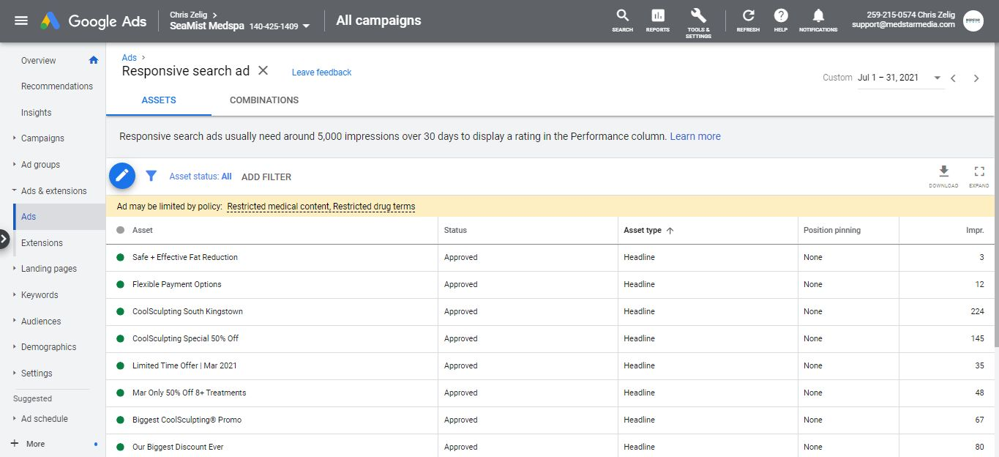 Google Ads
Chris Zelig
SeaMist Medspa 140-425-1409
All campaigns
SEARCH
REPORTS
TOOLS & SETTINGS
REFRESH
HELP
NOTIFICATIONS
259-215-0574 Chris Zelig
support@medstarmedia.com
Overview
Recommendations
Insights
Campaigns
Ad groups
Ads & extensions
Ads
Extensions
Landing pages
Keywords
Audiences
Demographics
Settings
Suggested
Ad schedule
More
Ads
Responsive search ad
Leave feedback
Custom Jul 1 – 31, 2021
ASSETS COMBINATIONS
Responsive search ads usually need around 5,000 impressions over 30 days to display a rating in the Performance column. Learn more
Asset status: All ADD FILTER
DOWNLOAD
EXPAND
Ad may be limited by policy: Restricted medical content, Restricted drug terms
Asset Status Asset type Position pinning Impr.
Safe + Effective Fat Reduction Approved Headline None 3
Flexible Payment Options Approved Headline None 12
CoolSculpting South Kingstown Approved Headline None 224
CoolSculpting Special 50% Off Approved Headline None 145
Limited Time Offer | Mar 2021 Approved Headline None 35
Mar Only 50% Off 8+ Treatments Approved Headline None 48
Biggest CoolSculpting® Promo Approved Headline None 67
Our Biggest Discount Ever Approved Headline None 80